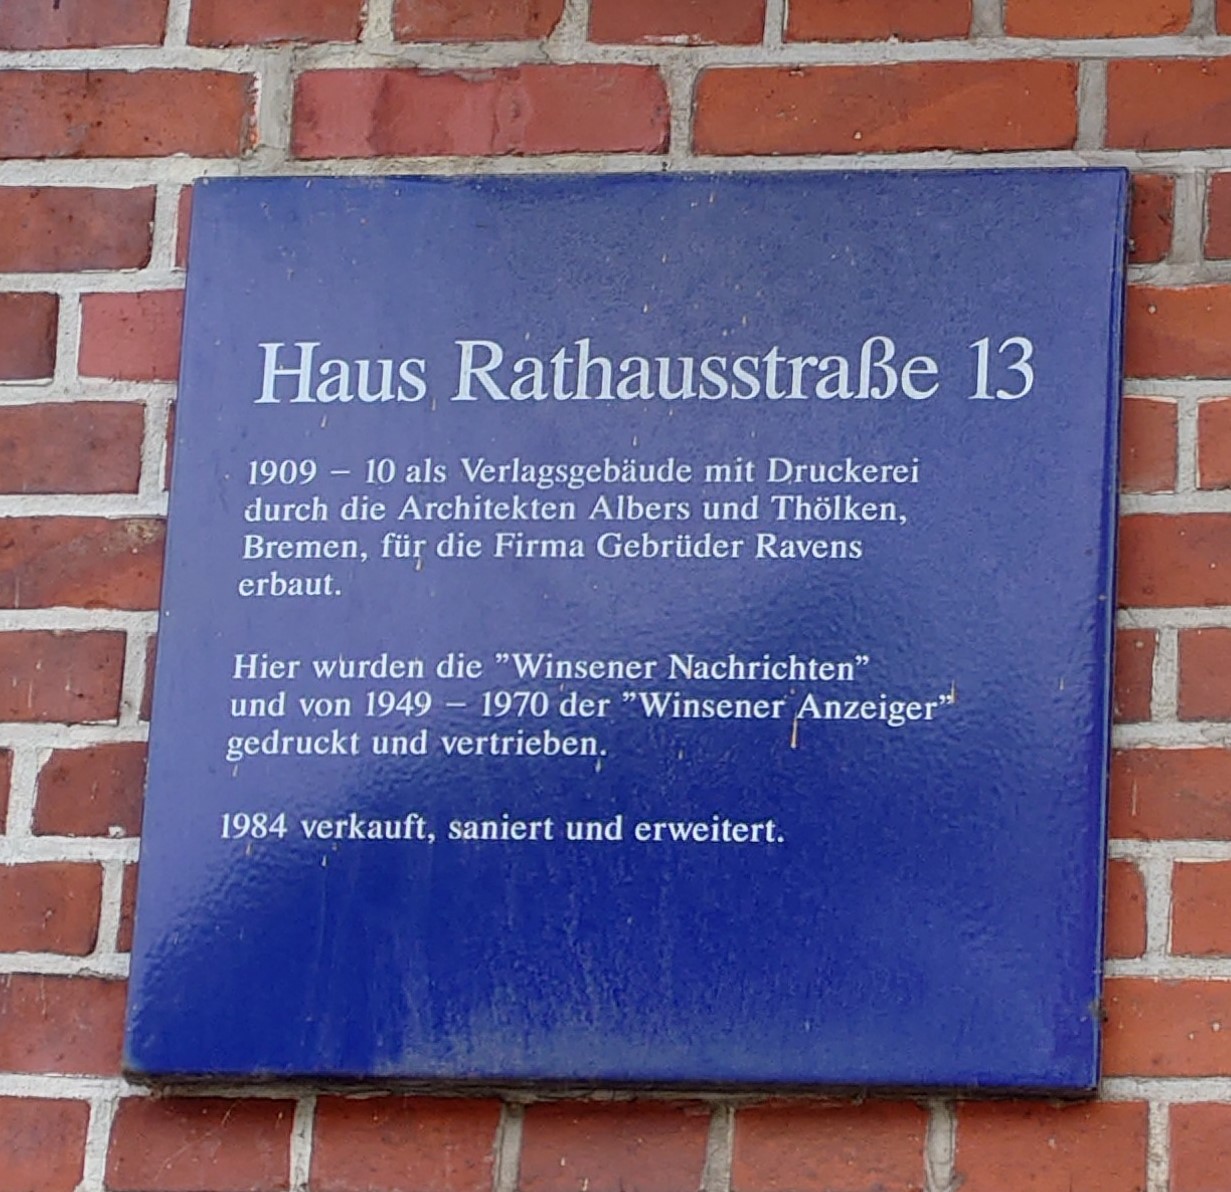 Haus Rathausstraße 13
1909 – 10 als Verlagsgebäude mit Druckerei
durch die Architekten Albers und Thölken,
Bremen, für die Firma Gebrüder Ravens
erbaut.
Hier wurden die ”Winsener Nachrichten”
und von 1949 – 1970 der ”Winsener Anzeiger”
gedruckt und vertrieben.
1984 verkauft, saniert und erweitert.